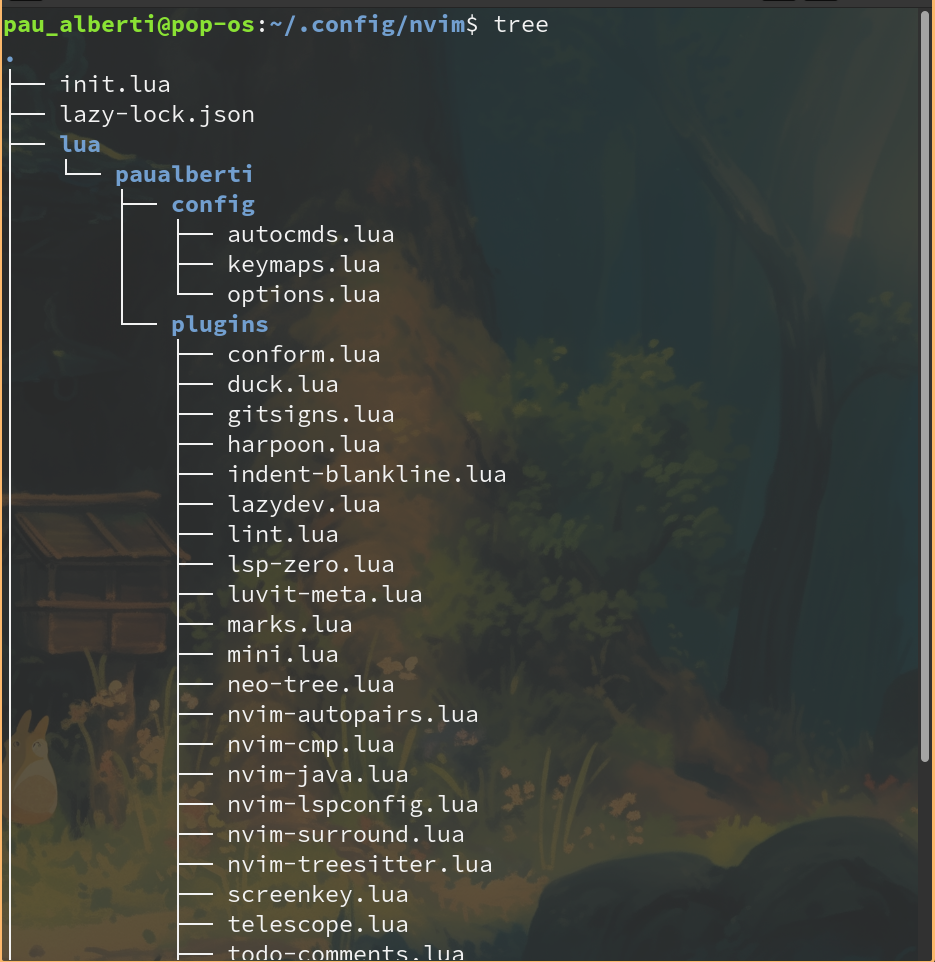 pau_alberti@pop-os:~/.config/nvim$ tree
.
├── init.lua
├── lazy-lock.json
├── lua
│   └── paualberti
│       ├── config
│       │   ├── autocmds.lua
│       │   ├── keymaps.lua
│       │   └── options.lua
│       └── plugins
│           ├── conform.lua
│           ├── duck.lua
│           ├── gitsigns.lua
│           ├── harpoon.lua
│           ├── indent-blankline.lua
│           ├── lazydev.lua
│           ├── lint.lua
│           ├── lsp-zero.lua
│           ├── luvit-meta.lua
│           ├── marks.lua
│           ├── mini.lua
│           ├── neo-tree.lua
│           ├── nvim-autopairs.lua
│           ├── nvim-cmp.lua
│           ├── nvim-java.lua
│           ├── nvim-lspconfig.lua
│           ├── nvim-surround.lua
│           ├── nvim-treesitter.lua
│           ├── screenkey.lua
│           ├── telescope.lua
│           ├── todo-comments.lua